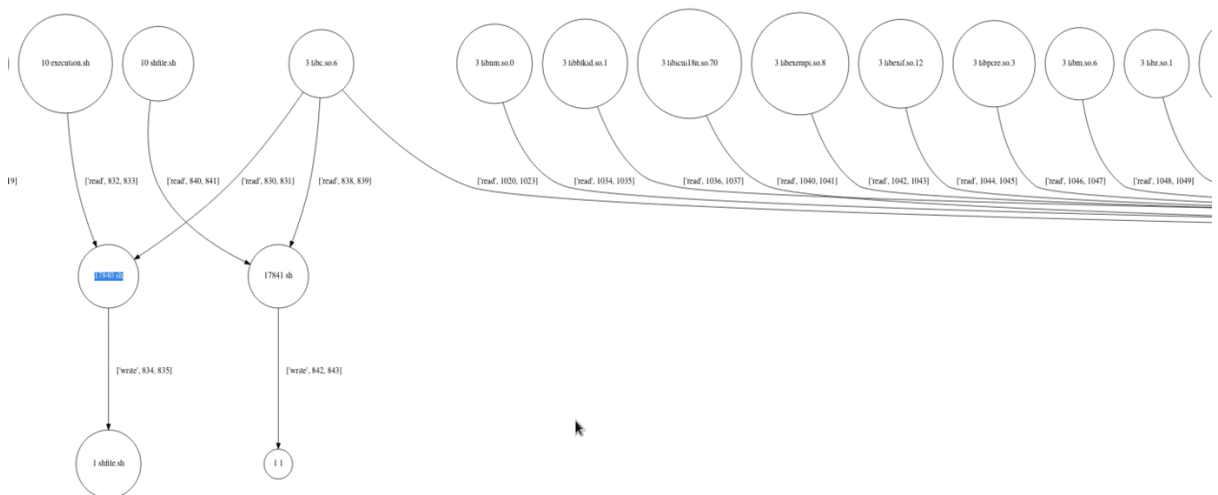 10 execution.sh
10 shfile.sh
3 libc.so.6
3 libnm.so.0
3 libblkid.so.1
3 libicui18n.so.70
3 libexempi.so.8
3 libexif.so.12
3 libpcre.so.3
3 libm.so.6
3 libz.so.1
['read', 832, 833]
['read', 840, 841]
['read', 830, 831]
['read', 838, 839]
['read', 1020, 1023]
['read', 1034, 1035]
['read', 1036, 1037]
['read', 1040, 1041]
['read', 1042, 1043]
['read', 1044, 1045]
['read', 1046, 1047]
['read', 1048, 1049]
17840 sh
17841 sh
['write', 834, 835]
['write', 842, 843]
1 shfile.sh
1 1